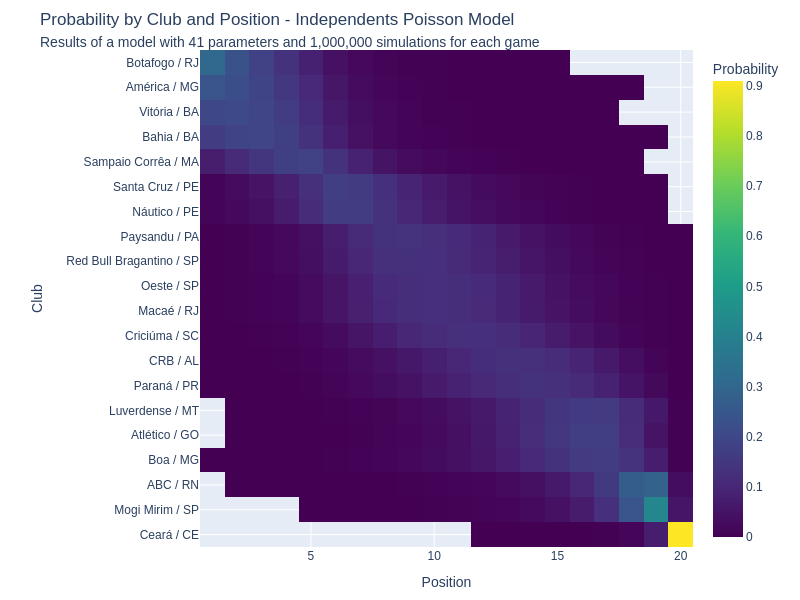 Probability by Club and Position - Independents Poisson Model
Results of a model with 41 parameters and 1,000,000 simulations for each game
Probability
Botafogo / RJ
América / MG
Vitória / BA
Bahia / BA
Sampaio Corrêa / MA
Santa Cruz / PE
Náutico / PE
Paysandu / PA
Red Bull Bragantino / SP
Oeste / SP
Macaé / RJ
Criciúma / SC
CRB / AL
Paraná / PR
Luverdense / MT
Atlético / GO
Boa / MG
ABC / RN
Mogi Mirim / SP
Ceará / CE
Club
5
10
15
20
Position
0.9
0.8
0.7
0.6
0.5
0.4
0.3
0.2
0.1
0